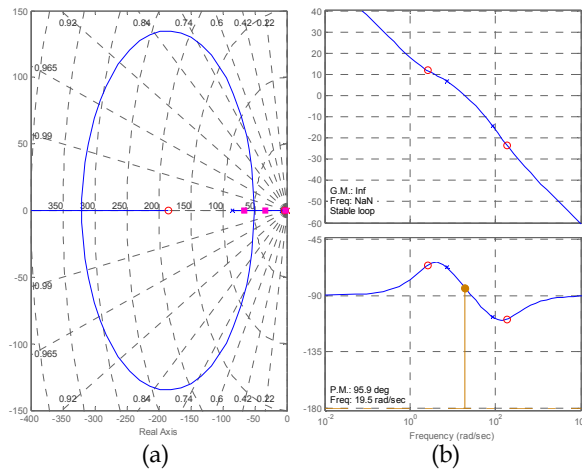 0.92 0.84 0.74 0.6 0.42 0.22
0.965
0.99
350 300 250 200 150 100 50
0.99
0.965
0.92 0.84 0.74 0.6 0.42 0.22
150
100
50
0
-50
-100
-150
-400 -350 -300 -250 -200 -150 -100 -50 0
Real Axis
(a)
40
30
20
10
0
-10
-20
-30
-40
-50
-60
G.M.: Inf
Freq: NaN
Stable loop
-45
-90
-135
-180
P.M.: 95.9 deg
Freq: 19.5 rad/sec
10-2 100 102 104
Frequency (rad/sec)
(b)